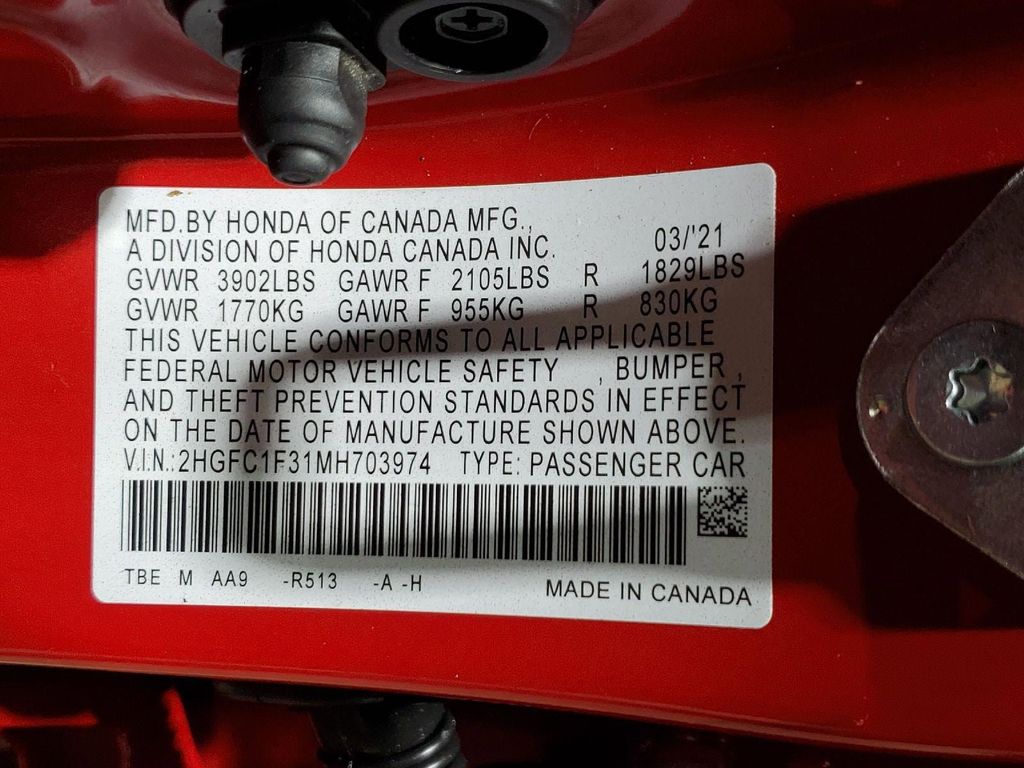 MFD.BY HONDA OF CANADA MFG.,
A DIVISION OF HONDA CANADA INC. 03/'21
GVWR 3902LBS GAWR F 2105LBS R 1829LBS
GVWR 1770KG GAWR F 955KG R 830KG
THIS VEHICLE CONFORMS TO ALL APPLICABLE
FEDERAL MOTOR VEHICLE SAFETY , BUMPER ,
AND THEFT PREVENTION STANDARDS IN EFFECT
ON THE DATE OF MANUFACTURE SHOWN ABOVE.
V.I.N.:2HGFC1F31MH703974 TYPE: PASSENGER CAR
TBE M AA9 -R513 -A -H MADE IN CANADA